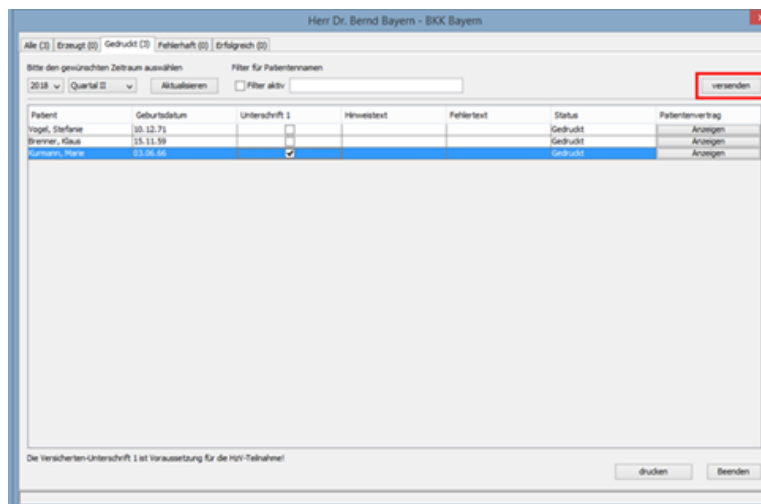 Herr Dr. Bernd Bayern - BKK Bayern
Alle (3) Erzeugt (0) Gedruckt (3) Fehlerhaft (0) Erfolgreich (0)
Bitte den gewünschten Zeitraum auswählen Filter für Patientennamen
2018 Quartal II Aktualisieren Filter aktiv versenden
Patient Geburtsdatum Unterschrift 1 Hinweistext Fehlertext Status Patientenvertrag
Vogel, Stefanie 10.12.71 Gedruckt Anzeigen
Brenner, Klaus 15.11.59 Gedruckt Anzeigen
Kurmann, Marie 03.06.66 Gedruckt Anzeigen
Die Versicherten-Unterschrift 1 ist Voraussetzung für die HzV-Teilnahme!
drucken Beenden